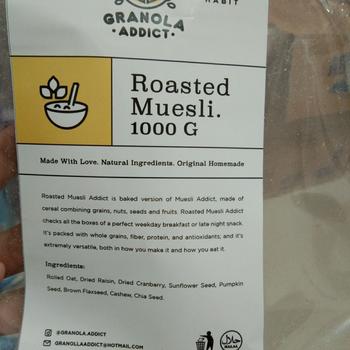 HABIT
GRANOLA
·ADDICT·
Roasted
Muesli.
1000 G
Made With Love. Natural Ingredients. Original Homemade
Roasted Muesli Addict is baked version of Muesli Addict, made of
cereal combining grains, nuts, seeds and fruits. Roasted Muesli Addict
checks all the boxes of a perfect weekday breakfast or late night snack.
It's packed with whole grains, fiber, protein, and antioxidants; and it's
extremely versatile, both in how you make it and how you eat it.
Ingredients:
Rolled Oat, Dried Raisin, Dried Cranberry, Sunflower Seed, Pumpkin
Seed, Brown Flaxseed, Cashew, Chia Seed.
@GRANOLA.ADDICT
GRANOLLAADDICT@HOTMAIL.COM
حلال
HALAL